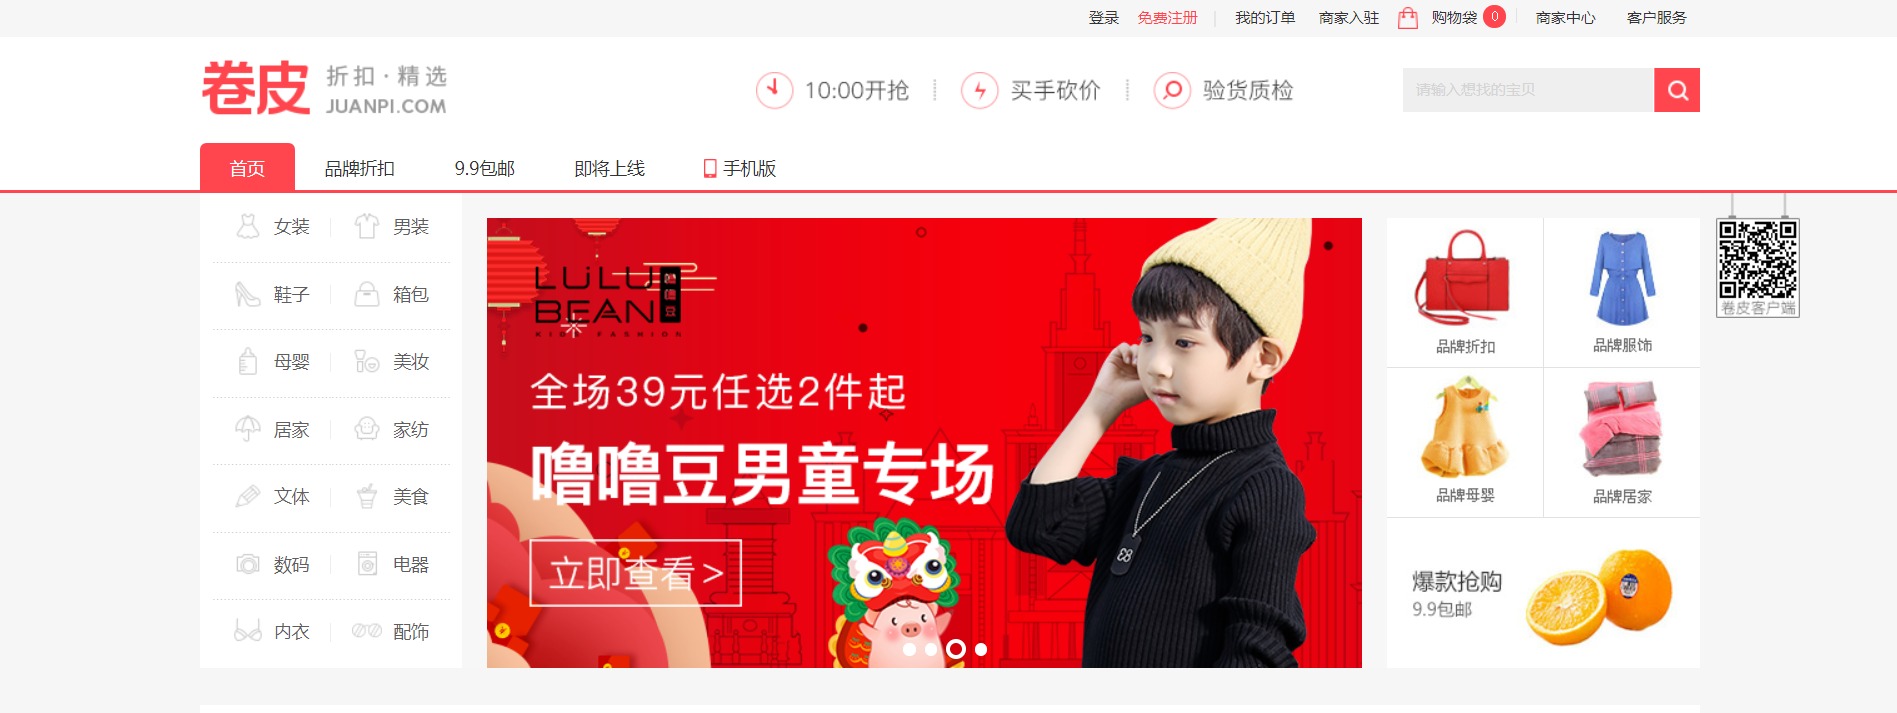 登录 免费注册 我的订单 商家入驻 购物袋 0 商家中心 客户服务
卷皮 折扣·精选
JUANPI.COM
10:00开抢 买手砍价 验货质检
请输入想找的宝贝
首页 品牌折扣 9.9包邮 即将上线 手机版
女装 男装
鞋子 箱包
母婴 美妆
居家 家纺
文体 美食
数码 电器
内衣 配饰
LULU
BEAN
KIDS FASHION
全场39元任选2件起
噜噜豆男童专场
立即查看>
品牌折扣 品牌服饰
品牌母婴 品牌居家
爆款抢购
9.9包邮
卷皮客户端